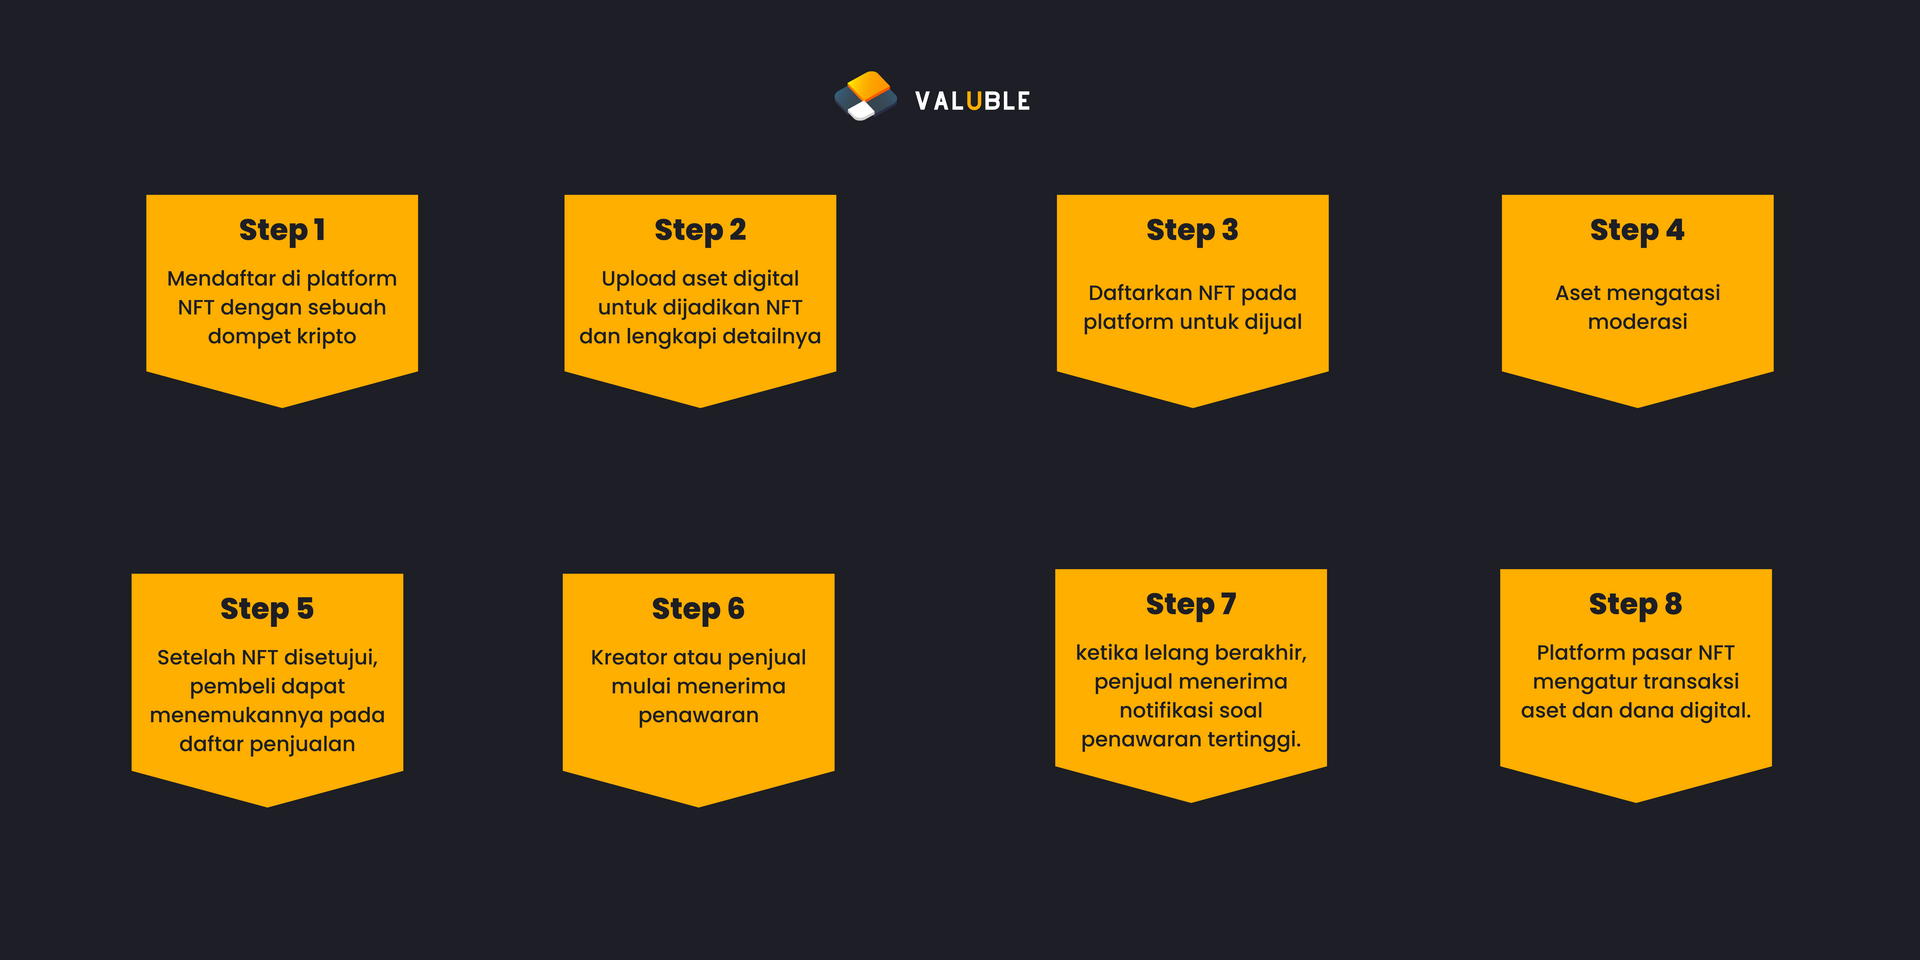 VALUBLE
Step 1
Mendaftar di platform
NFT dengan sebuah
dompet kripto
Step 2
Upload aset digital
untuk dijadikan NFT
dan lengkapi detailnya
Step 3
Daftarkan NFT pada
platform untuk dijual
Step 4
Aset mengatasi
moderasi
Step 5
Setelah NFT disetujui,
pembeli dapat
menemukannya pada
daftar penjualan
Step 6
Kreator atau penjual
mulai menerima
penawaran
Step 7
ketika lelang berakhir,
penjual menerima
notifikasi soal
penawaran tertinggi.
Step 8
Platform pasar NFT
mengatur transaksi
aset dan dana digital.